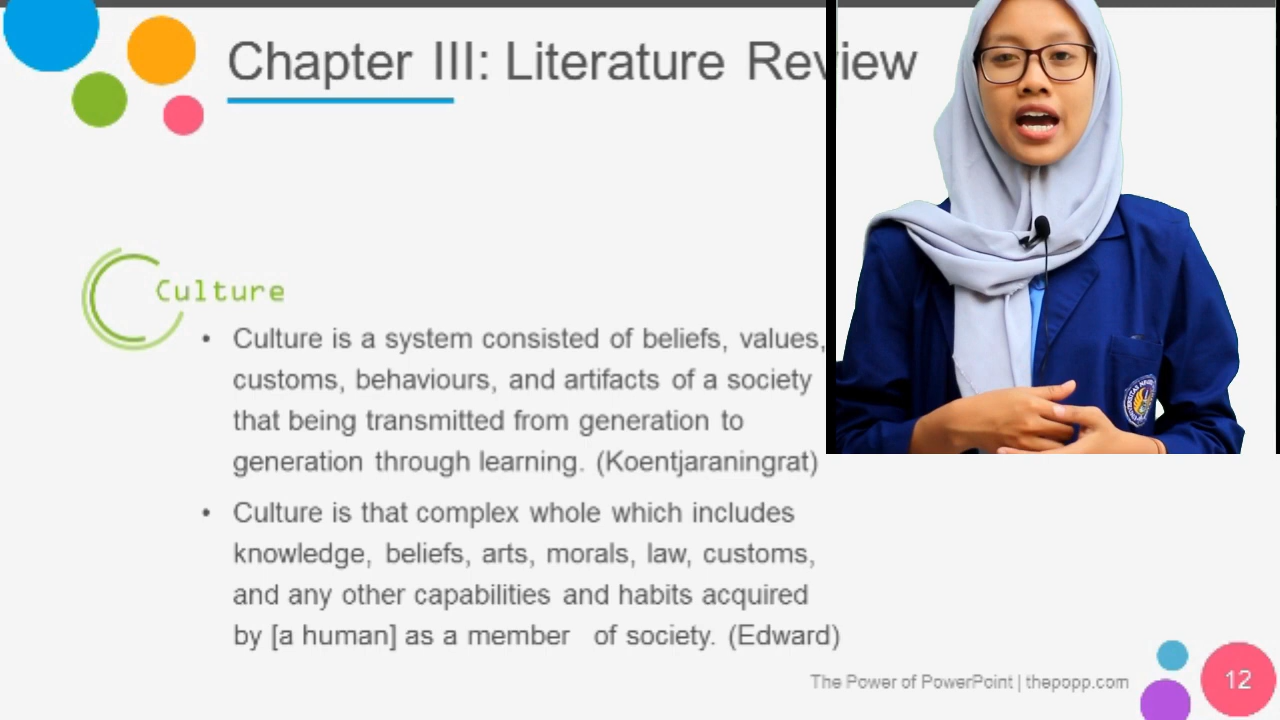 Chapter III: Literature Review
Culture
• Culture is a system consisted of beliefs, values,
customs, behaviours, and artifacts of a society
that being transmitted from generation to
generation through learning. (Koentjaraningrat)
• Culture is that complex whole which includes
knowledge, beliefs, arts, morals, law, customs,
and any other capabilities and habits acquired
by [a human] as a member of society. (Edward)
The Power of PowerPoint | thepopp.com
12